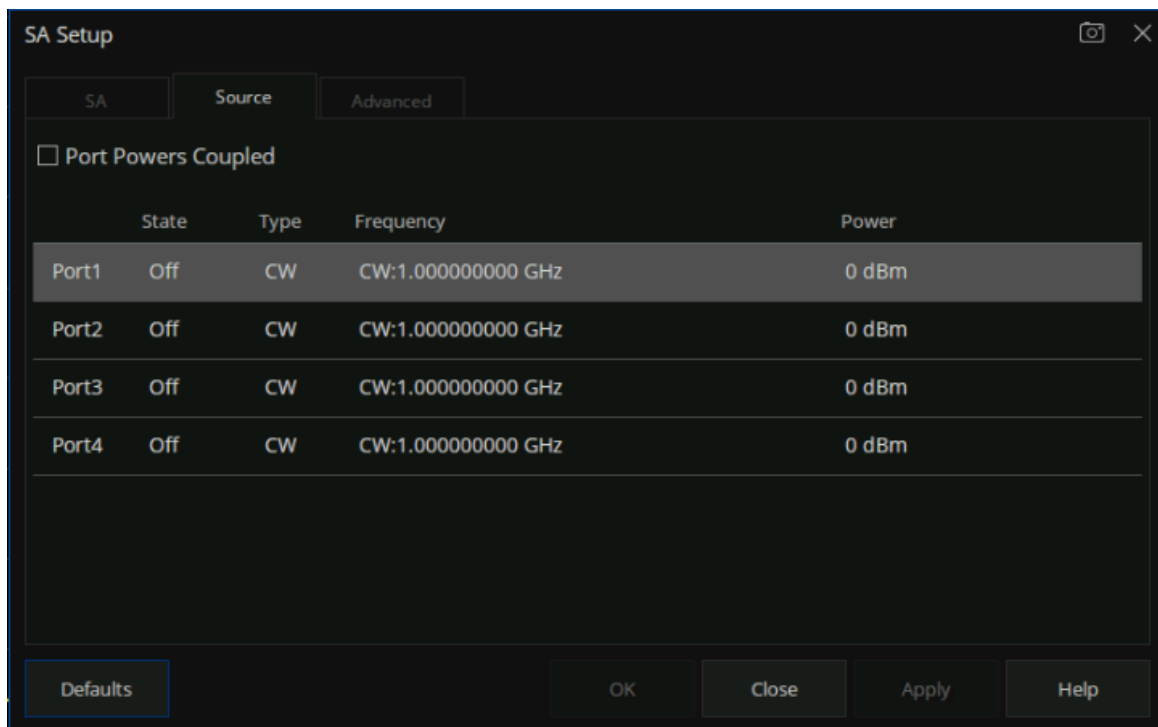 SA Setup
SA Source Advanced
Port Powers Coupled
State Type Frequency Power
Port1 Off CW CW:1.000000000 GHz 0 dBm
Port2 Off CW CW:1.000000000 GHz 0 dBm
Port3 Off CW CW:1.000000000 GHz 0 dBm
Port4 Off CW CW:1.000000000 GHz 0 dBm
Defaults OK Close Apply Help